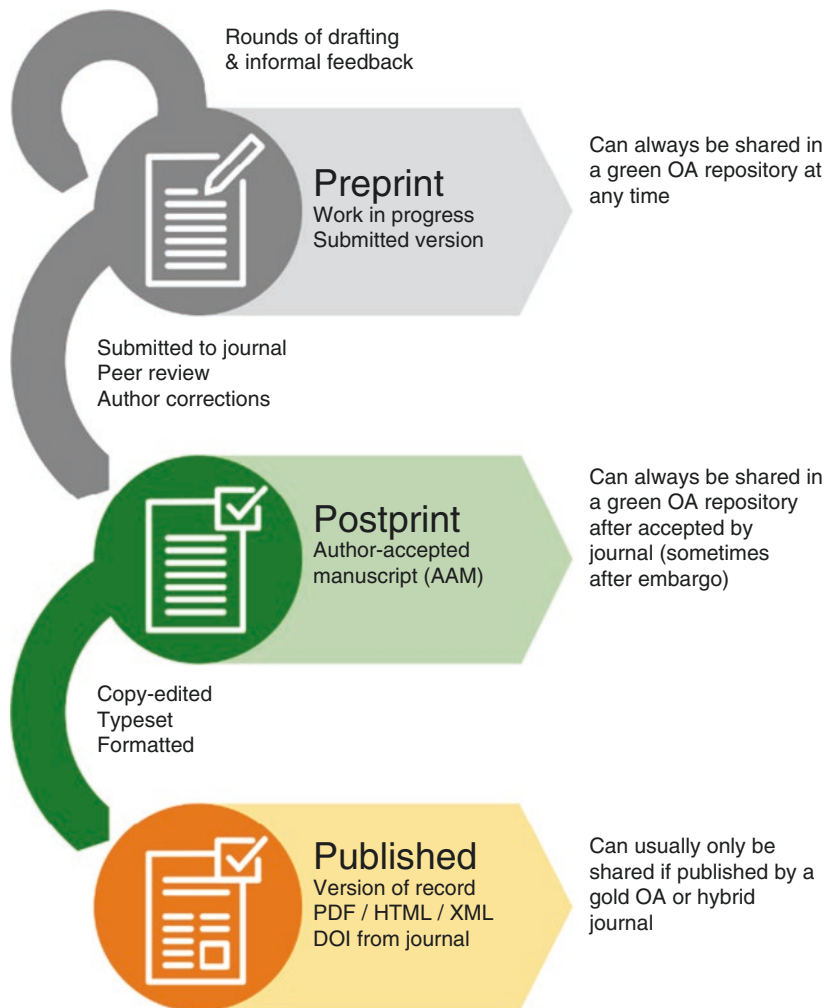 Rounds of drafting
& informal feedback
Preprint
Work in progress
Submitted version
Can always be shared in
a green OA repository at
any time
Submitted to journal
Peer review
Author corrections
Postprint
Author-accepted
manuscript (AAM)
Can always be shared in
a green OA repository
after accepted by
journal (sometimes
after embargo)
Copy-edited
Typeset
Formatted
Published
Version of record
PDF / HTML / XML
DOI from journal
Can usually only be
shared if published by a
gold OA or hybrid
journal